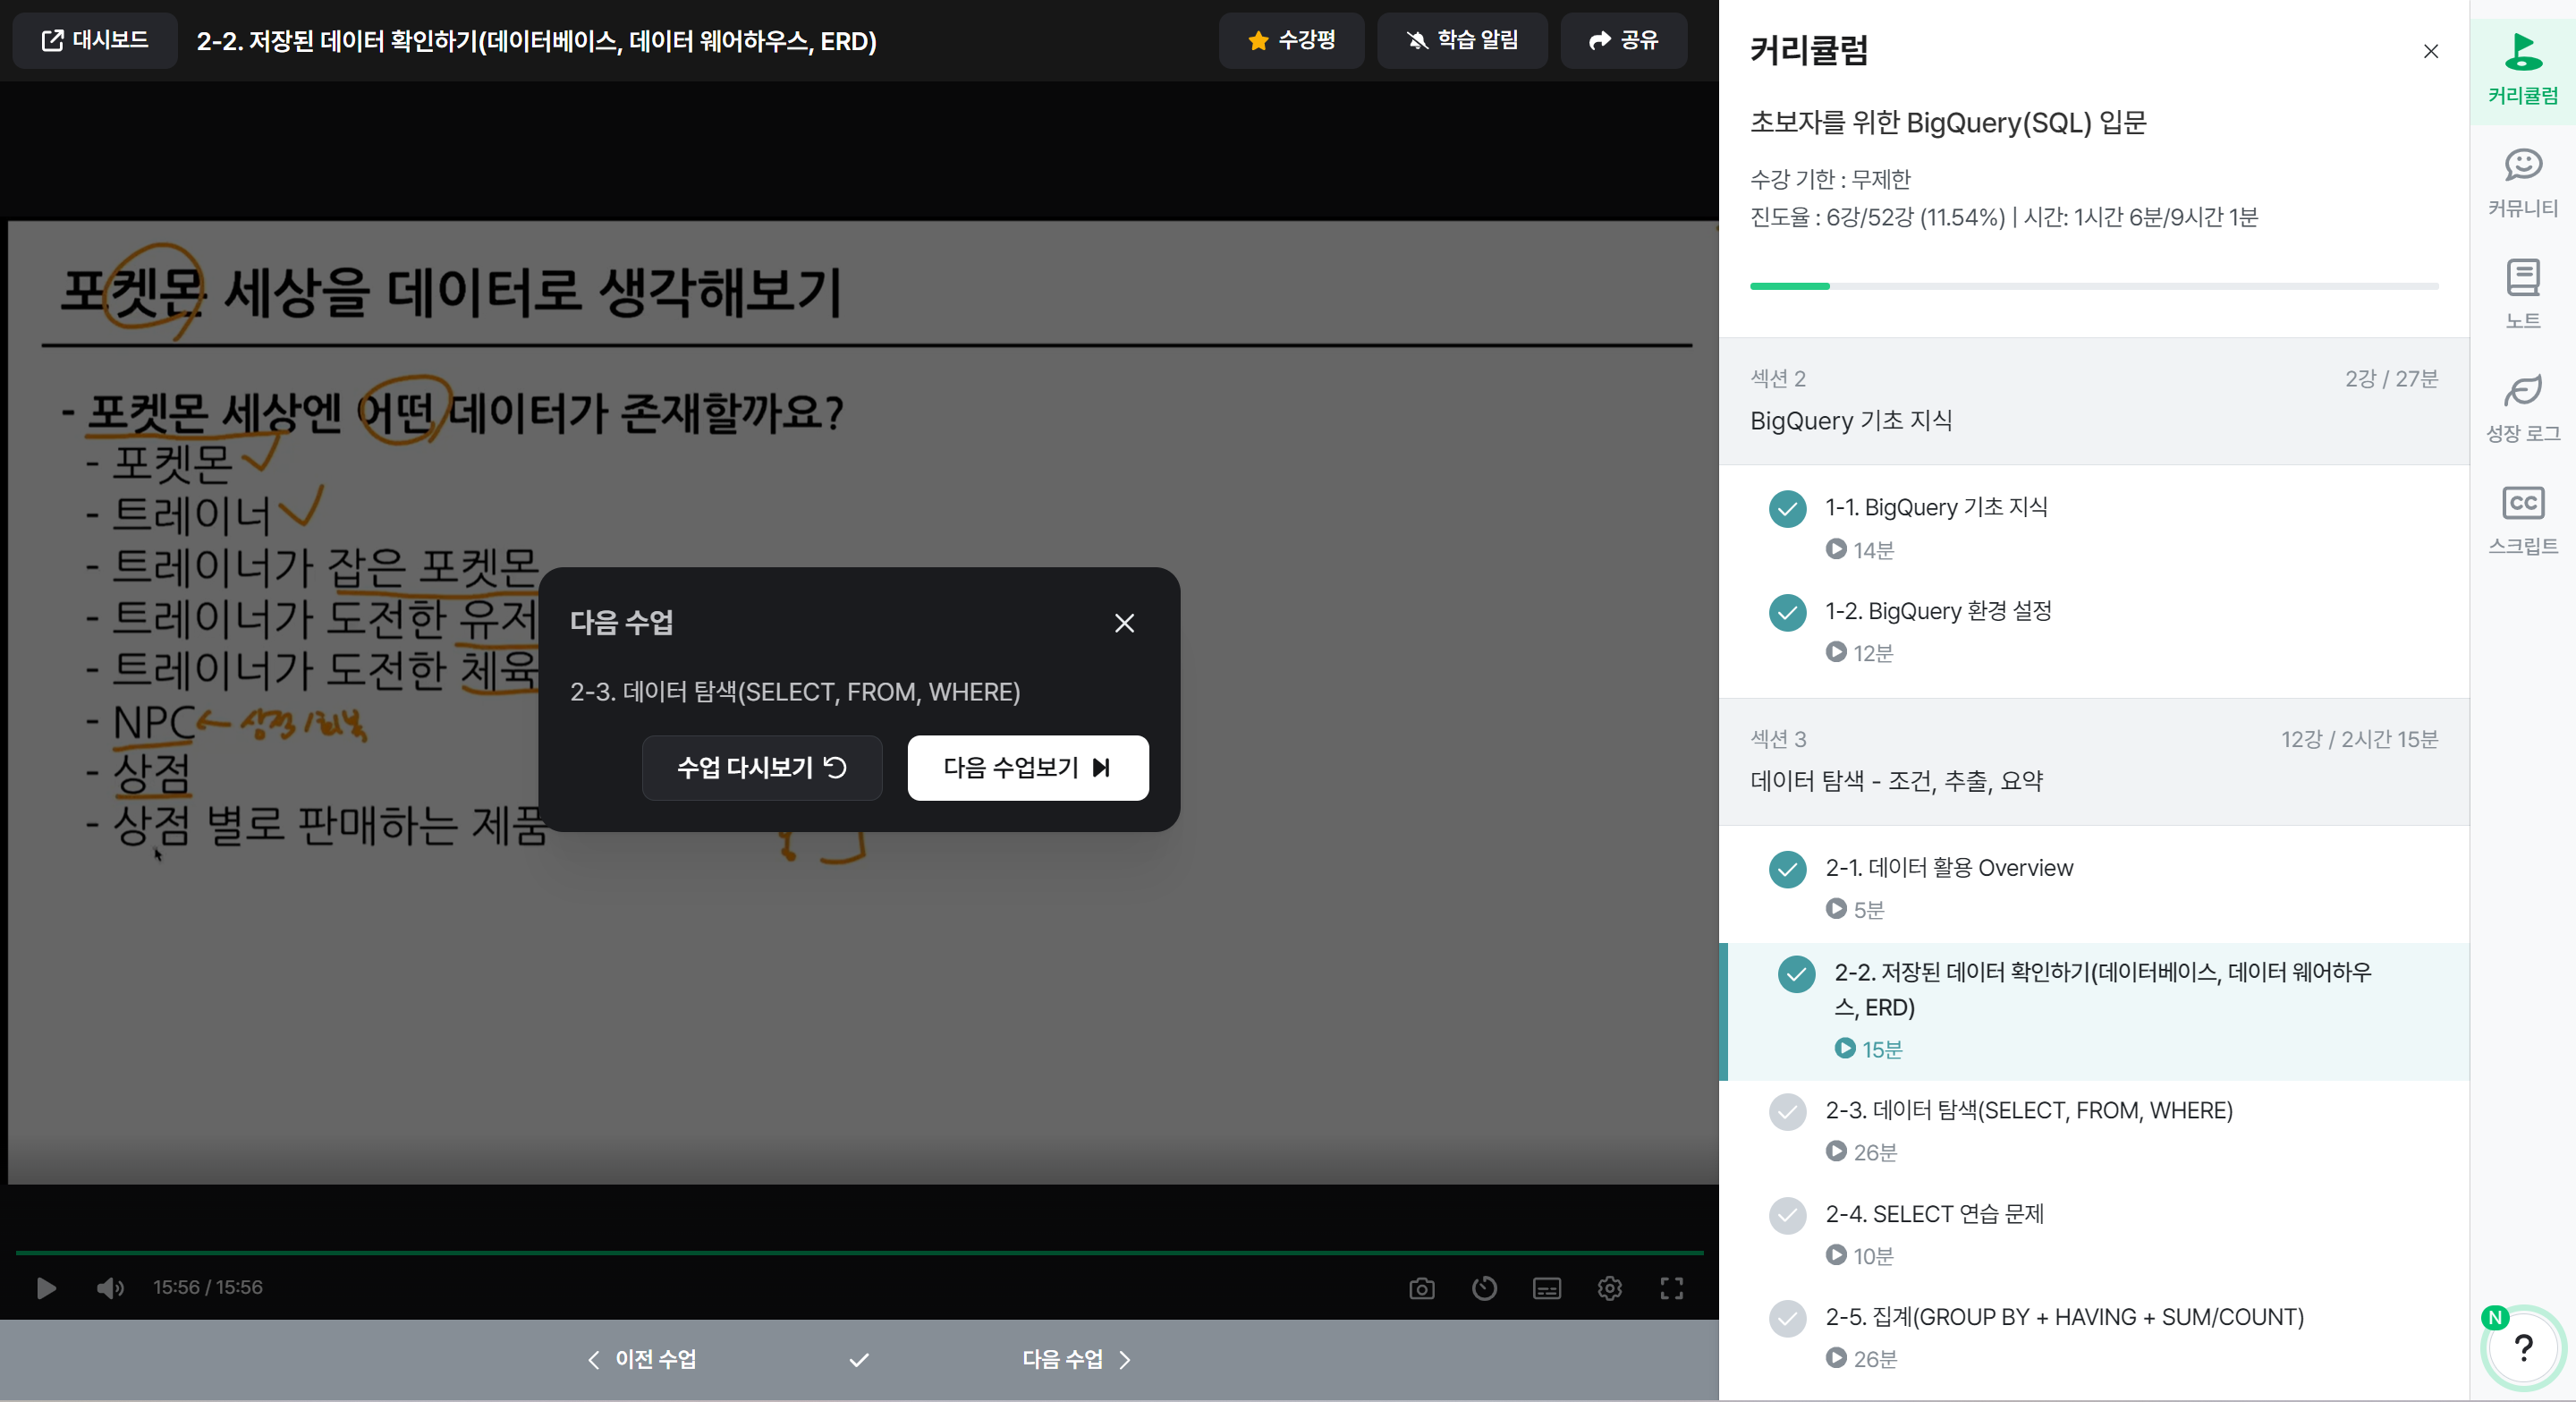 대시보드
2-2. 저장된 데이터 확인하기(데이터베이스, 데이터 웨어하우스, ERD)
수강평
학습 알림
공유
포켓몬 세상을 데이터로 생각해보기
- 포켓몬 세상엔 어떤 데이터가 존재할까요?
- 포켓몬
- 트레이너
- 트레이너가 잡은 포켓몬
- 트레이너가 도전한 유저
- 트레이너가 도전한 체육
- NPC
- 상점
- 상점 별로 판매하는 제품
다음 수업
2-3. 데이터 탐색(SELECT, FROM, WHERE)
수업 다시보기
다음 수업보기
15:56 / 15:56
이전 수업
다음 수업
커리큘럼
초보자를 위한 BigQuery(SQL) 입문
수강 기한 : 무제한
진도율 : 6강/52강 (11.54%) | 시간: 1시간 6분/9시간 1분
섹션 2
2강 / 27분
BigQuery 기초 지식
1-1. BigQuery 기초 지식
14분
1-2. BigQuery 환경 설정
12분
섹션 3
12강 / 2시간 15분
데이터 탐색 - 조건, 추출, 요약
2-1. 데이터 활용 Overview
5분
2-2. 저장된 데이터 확인하기(데이터베이스, 데이터 웨어하우
스, ERD)
15분
2-3. 데이터 탐색(SELECT, FROM, WHERE)
26분
2-4. SELECT 연습 문제
10분
2-5. 집계(GROUP BY + HAVING + SUM/COUNT)
26분
커리큘럼
커뮤니티
노트
성장 로그
CC
스크립트
N
?